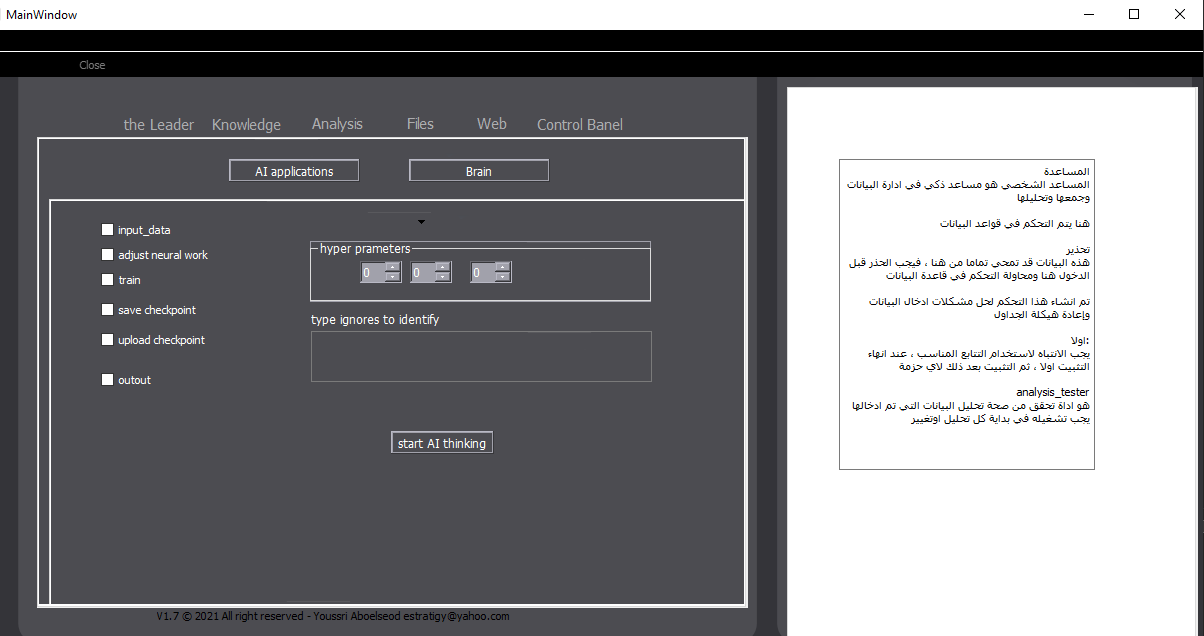 MainWindow
Close
the Leader
Knowledge
Analysis
Files
Web
Control Banel
AI applications
Brain
input_data
adjust neural work
train
save checkpoint
upload checkpoint
outout
hyper prameters
0
0
0
type ignores to identify
start AI thinking
V1.7 © 2021 All right reserved - Youssri Aboelseod estratigy@yahoo.com
المساعدة
المساعد الشخصي هو مساعد ذكي في ادارة البيانات
وجمعها وتحليلها
هنا يتم التحكم في قواعد البيانات
تحذير
هذه البيانات قد تمحي تماما من هنا ، فيجب الحذر قبل
الدخول هنا ومحاولة التحكم في قاعدة البيانات
تم انشاء هذا التحكم لحل مشكلات ادخال البيانات
وإعادة هيكلة الجداول
اولا:
يجب الانتباه لاستخدام التتابع المناسب ، عند انهاء
التثبيت اولا ، ثم التثبيت بعد ذلك لاي حزمة
analysis_tester
هو اداة تحقق من صحة تحليل البيانات التي تم ادخالها
يجب تشغيله في بداية كل تحليل اوتغيير